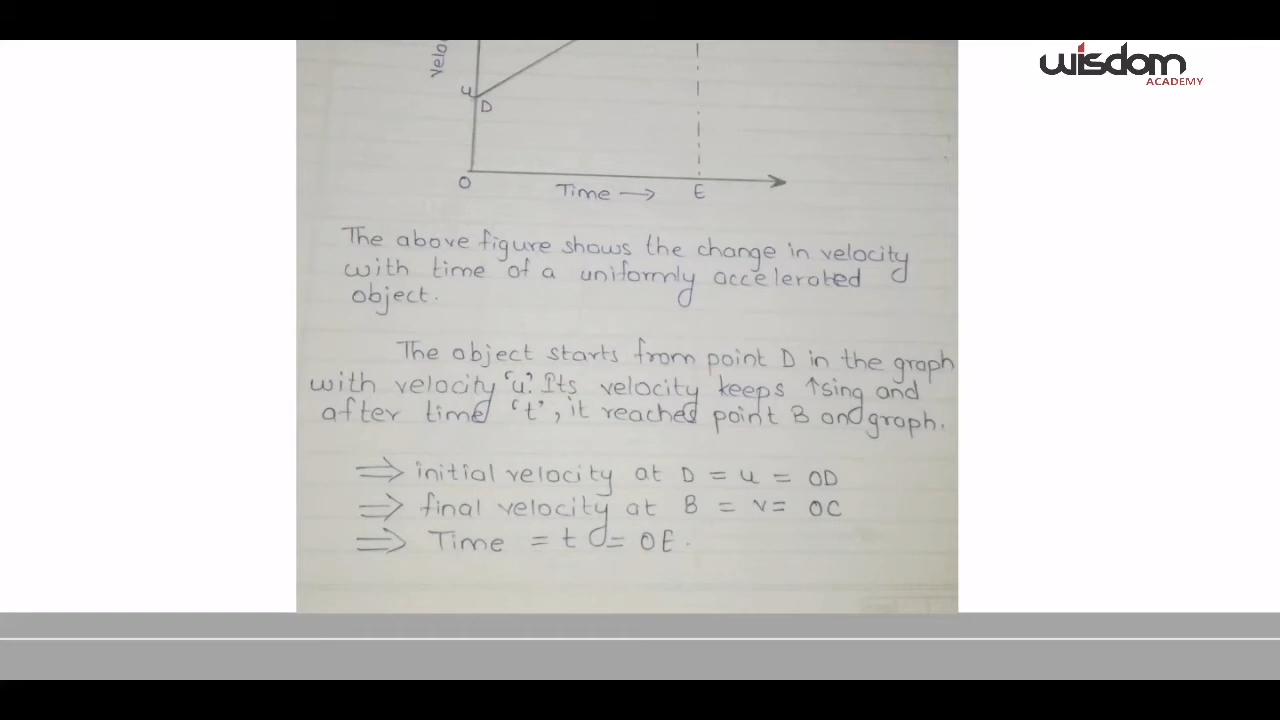 wisdom
ACADEMY
Velo
u
D
O
Time →
E
The above figure shows the change in velocity
with time of a uniformly accelerated
object.
The object starts from point D in the graph
with velocity 'u'. Its velocity keeps ↑sing and
after time 't', it reached point B on graph.
⇒ initial velocity at D = u = OD
⇒ final velocity at B = v = OC
⇒ Time = t = OE.